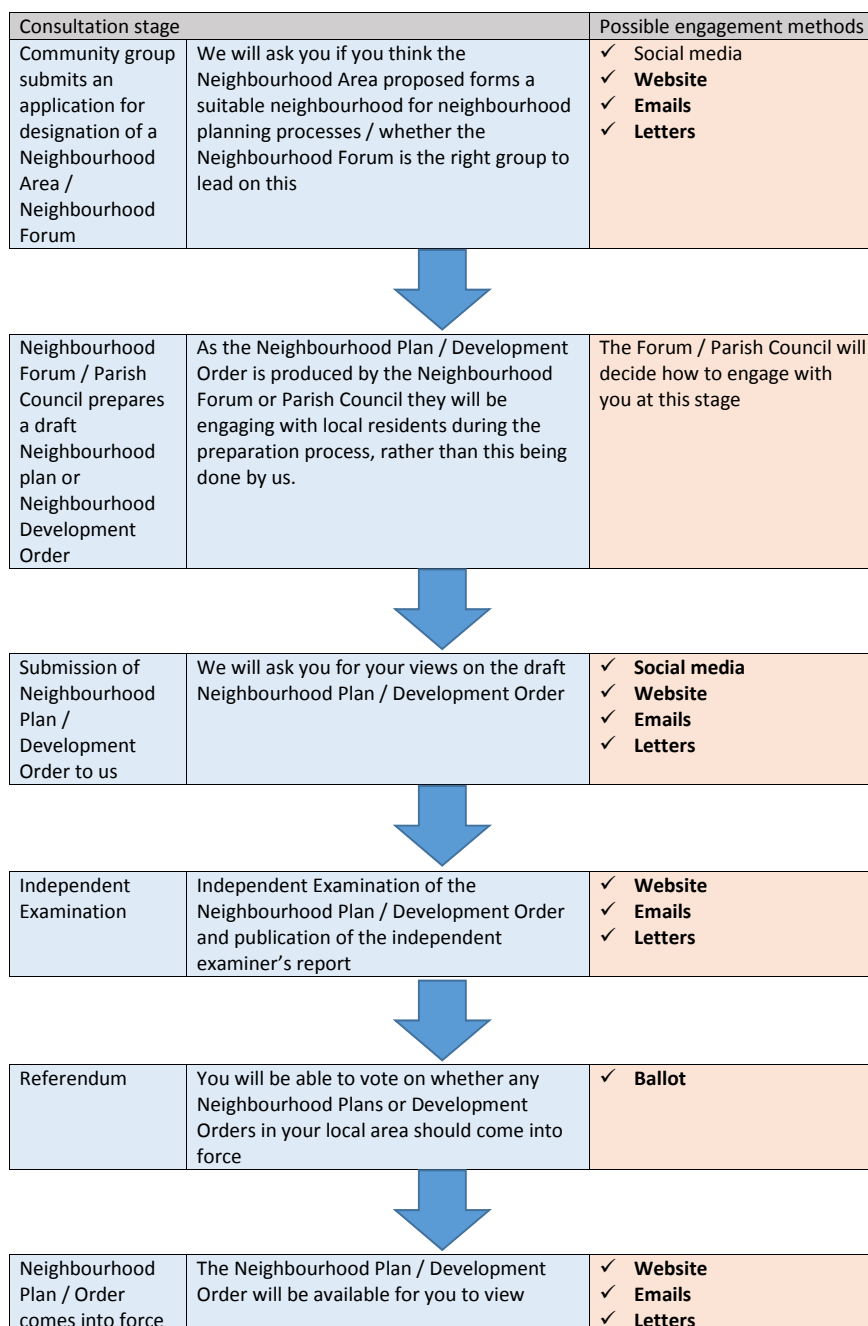 Consultation stage
Possible engagement methods
Community group
submits an
application for
designation of a
Neighbourhood
Area /
Neighbourhood
Forum
We will ask you if you think the
Neighbourhood Area proposed forms a
suitable neighbourhood for neighbourhood
planning processes / whether the
Neighbourhood Forum is the right group to
lead on this
✓ Social media
✓ Website
✓ Emails
✓ Letters
Neighbourhood
Forum / Parish
Council prepares
a draft
Neighbourhood
plan or
Neighbourhood
Development
Order
As the Neighbourhood Plan / Development
Order is produced by the Neighbourhood
Forum or Parish Council they will be
engaging with local residents during the
preparation process, rather than this being
done by us.
The Forum / Parish Council will
decide how to engage with
you at this stage
Submission of
Neighbourhood
Plan /
Development
Order to us
We will ask you for your views on the draft
Neighbourhood Plan / Development Order
✓ Social media
✓ Website
✓ Emails
✓ Letters
Independent
Examination
Independent Examination of the
Neighbourhood Plan / Development Order
and publication of the independent
examiner’s report
✓ Website
✓ Emails
✓ Letters
Referendum
You will be able to vote on whether any
Neighbourhood Plans or Development
Orders in your local area should come into
force
✓ Ballot
Neighbourhood
Plan / Order
comes into force
The Neighbourhood Plan / Development
Order will be available for you to view
✓ Website
✓ Emails
✓ Letters